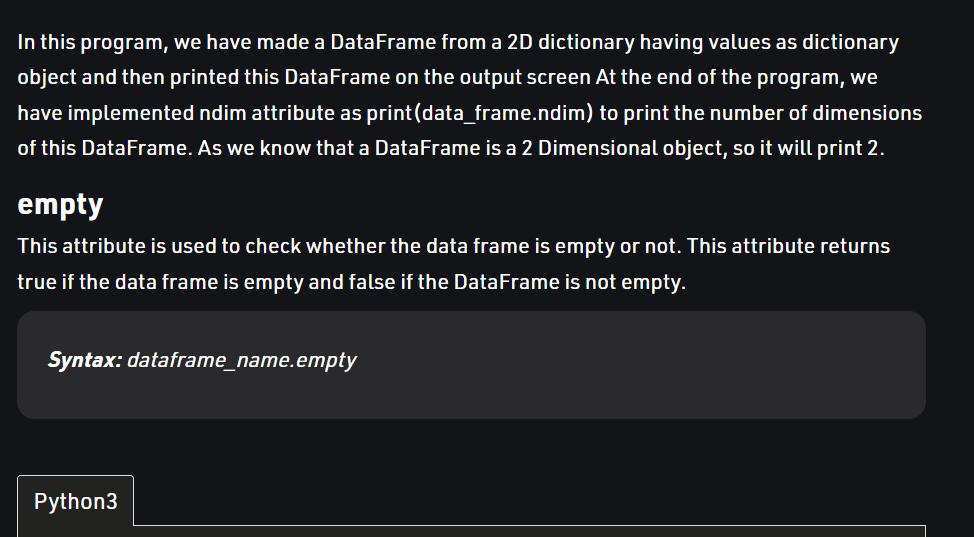 In this program, we have made a DataFrame from a 2D dictionary having values as dictionary
object and then printed this DataFrame on the output screen At the end of the program, we
have implemented ndim attribute as print(data_frame.ndim) to print the number of dimensions
of this DataFrame. As we know that a DataFrame is a 2 Dimensional object, so it will print 2.
empty
This attribute is used to check whether the data frame is empty or not. This attribute returns
true if the data frame is empty and false if the DataFrame is not empty.
Syntax: dataframe_name.empty
Python3